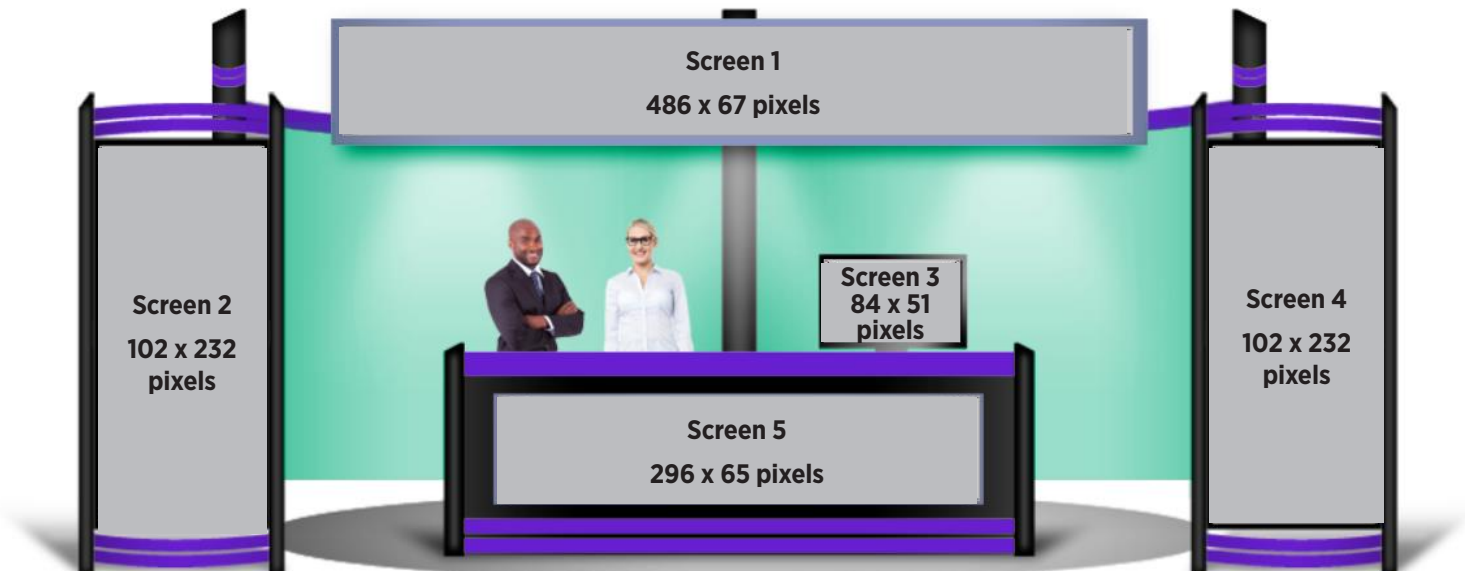 Screen 1
486 x 67 pixels
Screen 2
102 x 232
pixels
Screen 3
84 x 51
pixels
Screen 4
102 x 232
pixels
Screen 5
296 x 65 pixels